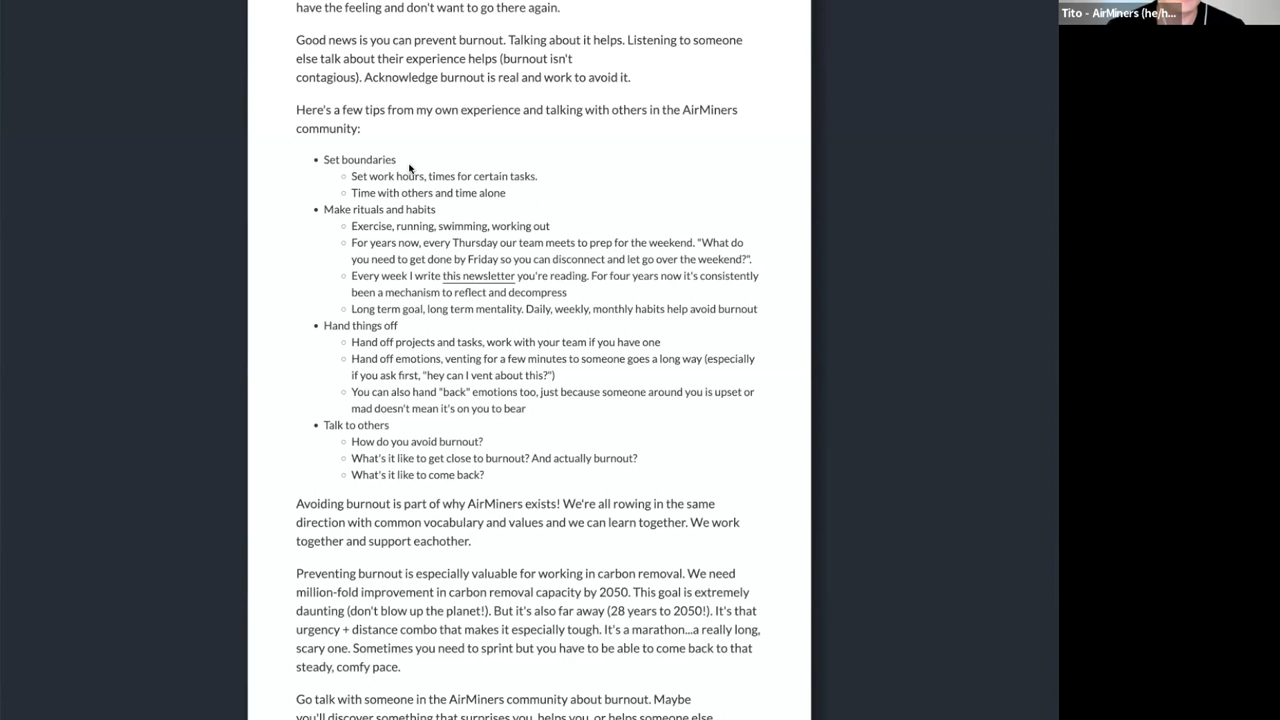 have the feeling and don't want to go there again.
Good news is you can prevent burnout. Talking about it helps. Listening to someone
else talk about their experience helps (burnout isn't
contagious). Acknowledge burnout is real and work to avoid it.
Here's a few tips from my own experience and talking with others in the AirMiners
community:
• Set boundaries
○ Set work hours, times for certain tasks.
○ Time with others and time alone
• Make rituals and habits
○ Exercise, running, swimming, working out
○ For years now, every Thursday our team meets to prep for the weekend. "What do
you need to get done by Friday so you can disconnect and let go over the weekend?".
○ Every week I write this newsletter you're reading. For four years now it's consistently
been a mechanism to reflect and decompress
○ Long term goal, long term mentality. Daily, weekly, monthly habits help avoid burnout
• Hand things off
○ Hand off projects and tasks, work with your team if you have one
○ Hand off emotions, venting for a few minutes to someone goes a long way (especially
if you ask first, "hey can I vent about this?")
○ You can also hand "back" emotions too, just because someone around you is upset or
mad doesn't mean it's on you to bear
• Talk to others
○ How do you avoid burnout?
○ What's it like to get close to burnout? And actually burnout?
○ What's it like to come back?
Avoiding burnout is part of why AirMiners exists! We're all rowing in the same
direction with common vocabulary and values and we can learn together. We work
together and support eachother.
Preventing burnout is especially valuable for working in carbon removal. We need
million-fold improvement in carbon removal capacity by 2050. This goal is extremely
daunting (don't blow up the planet!). But it's also far away (28 years to 2050!). It's that
urgency + distance combo that makes it especially tough. It's a marathon...a really long,
scary one. Sometimes you need to sprint but you have to be able to come back to that
steady, comfy pace.
Go talk with someone in the AirMiners community about burnout. Maybe
you'll discover something that surprises you, helps you, or helps someone else.
Tito - AirMiners (he/h...